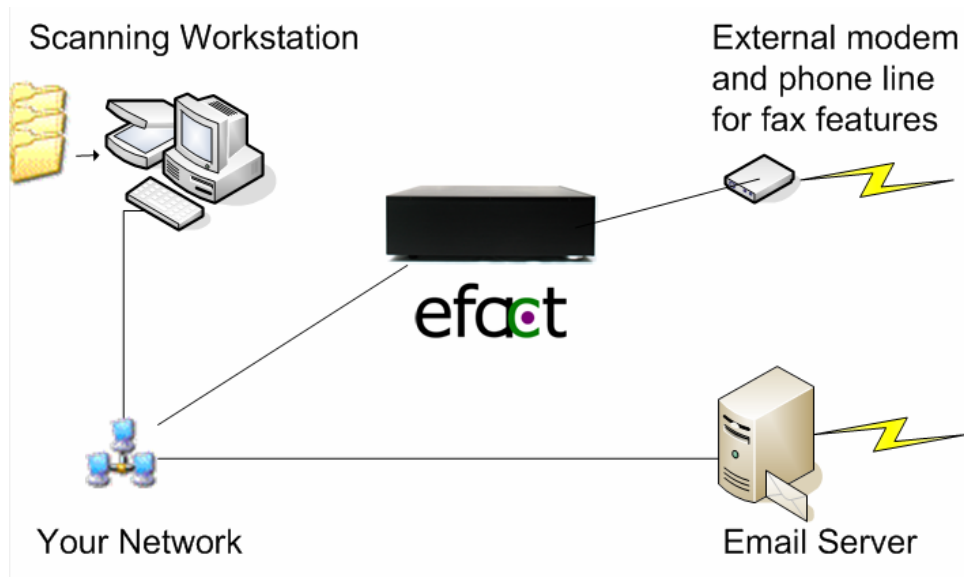 Scanning Workstation
External modem
and phone line
for fax features
efact
Your Network
Email Server